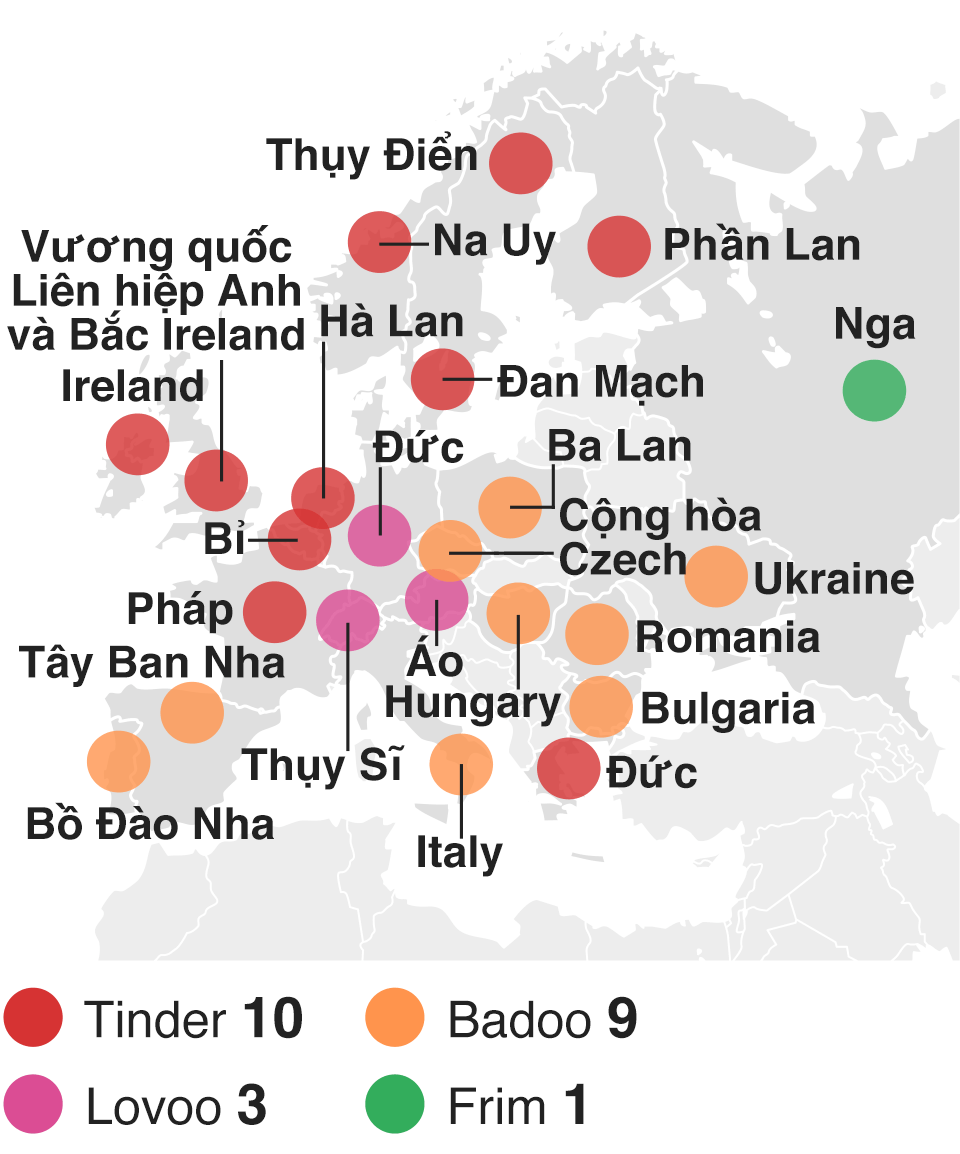 Thụy Điển
Na Uy
Phần Lan
Vương quốc
Liên hiệp Anh
và Bắc Ireland
Hà Lan
Nga
Ireland
Đan Mạch
Đức
Ba Lan
Cộng hòa
Czech
Bỉ
Ukraine
Pháp
Romania
Tây Ban Nha
Áo
Hungary
Bulgaria
Thụy Sĩ
Đức
Bồ Đào Nha
Italy
Tinder 10
Badoo 9
Lovoo 3
Frim 1